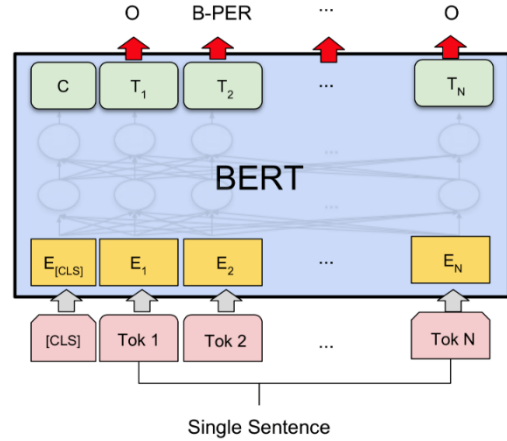 O B-PER ... O
C T1 T2 ... TN
...
BERT
...
E[CLS] E1 E2 ... EN
[CLS] Tok 1 Tok 2 ... Tok N
Single Sentence